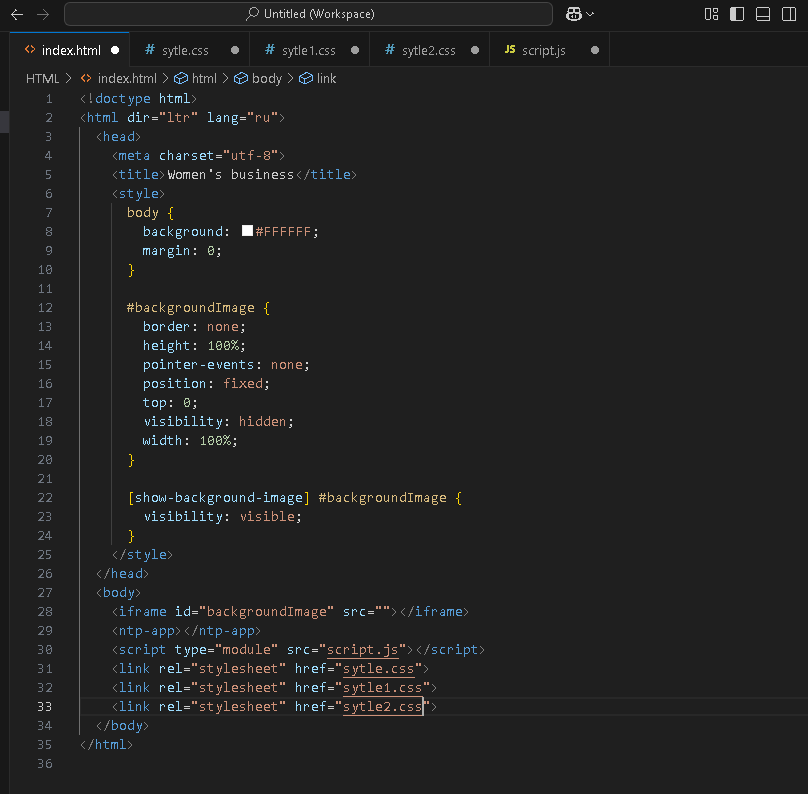 Untitled (Workspace)
index.html
sytle.css
sytle1.css
sytle2.css
JS script.js
HTML > index.html > html > body > link
1 <!doctype html>
2 <html dir="ltr" lang="ru">
3 <head>
4 <meta charset="utf-8">
5 <title>Women's business</title>
6 <style>
7 body {
8 background: #FFFFFF;
9 margin: 0;
10 }
11
12 #backgroundImage {
13 border: none;
14 height: 100%;
15 pointer-events: none;
16 position: fixed;
17 top: 0;
18 visibility: hidden;
19 width: 100%;
20 }
21
22 [show-background-image] #backgroundImage {
23 visibility: visible;
24 }
25 </style>
26 </head>
27 <body>
28 <iframe id="backgroundImage" src=""></iframe>
29 <ntp-app></ntp-app>
30 <script type="module" src="script.js"></script>
31 <link rel="stylesheet" href="sytle.css">
32 <link rel="stylesheet" href="sytle1.css">
33 <link rel="stylesheet" href="sytle2.css">
34 </body>
35 </html>
36